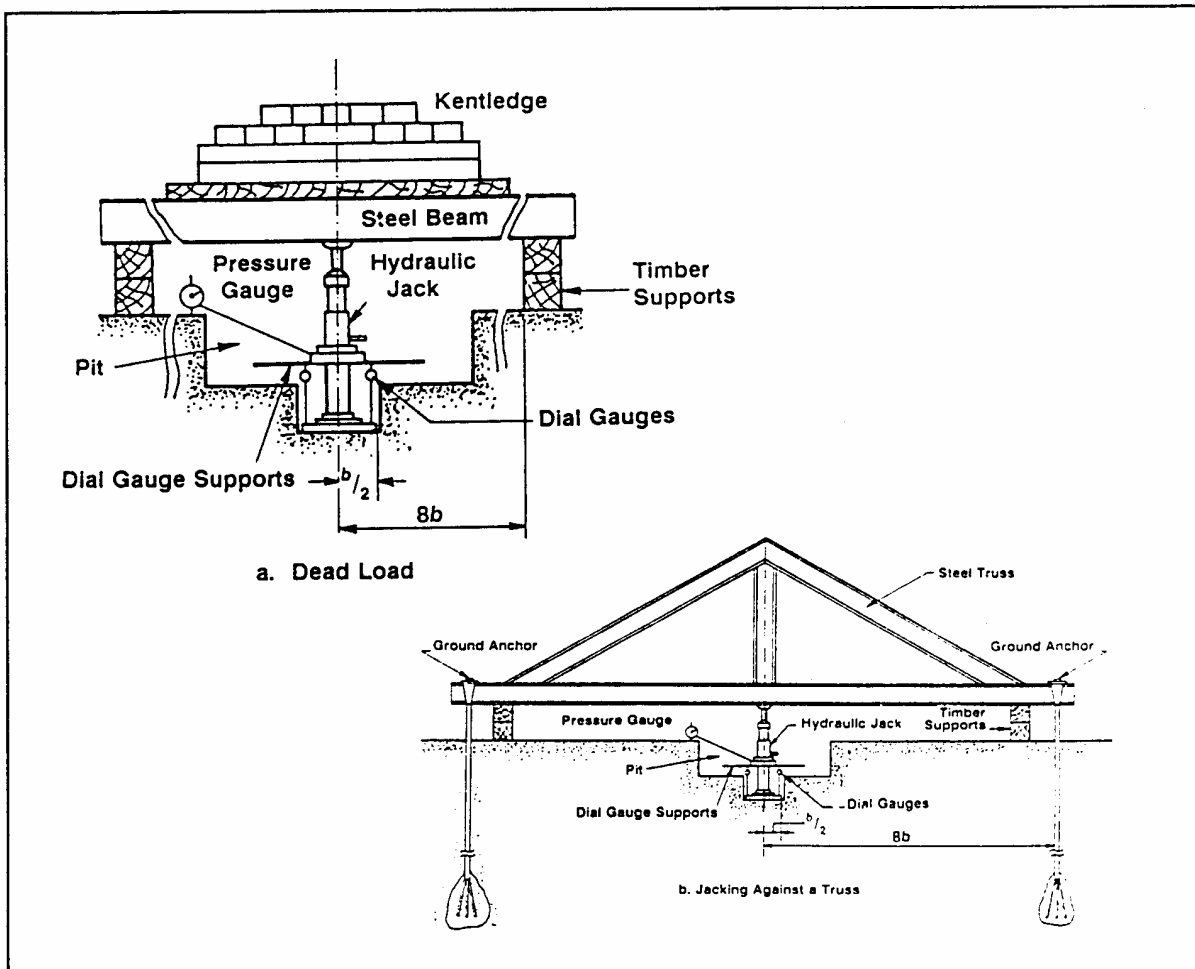 Kentledge
Steel Beam
Pressure
Gauge
Hydraulic
Jack
Timber
Supports
Pit
Dial Gauges
Dial Gauge Supports
b/2
8b
a. Dead Load
Steel Truss
Ground Anchor
Ground Anchor
Pressure Gauge
Hydraulic Jack
Timber
Supports
Pit
Dial Gauge Supports
Dial Gauges
b/2
8b
b. Jacking Against a Truss